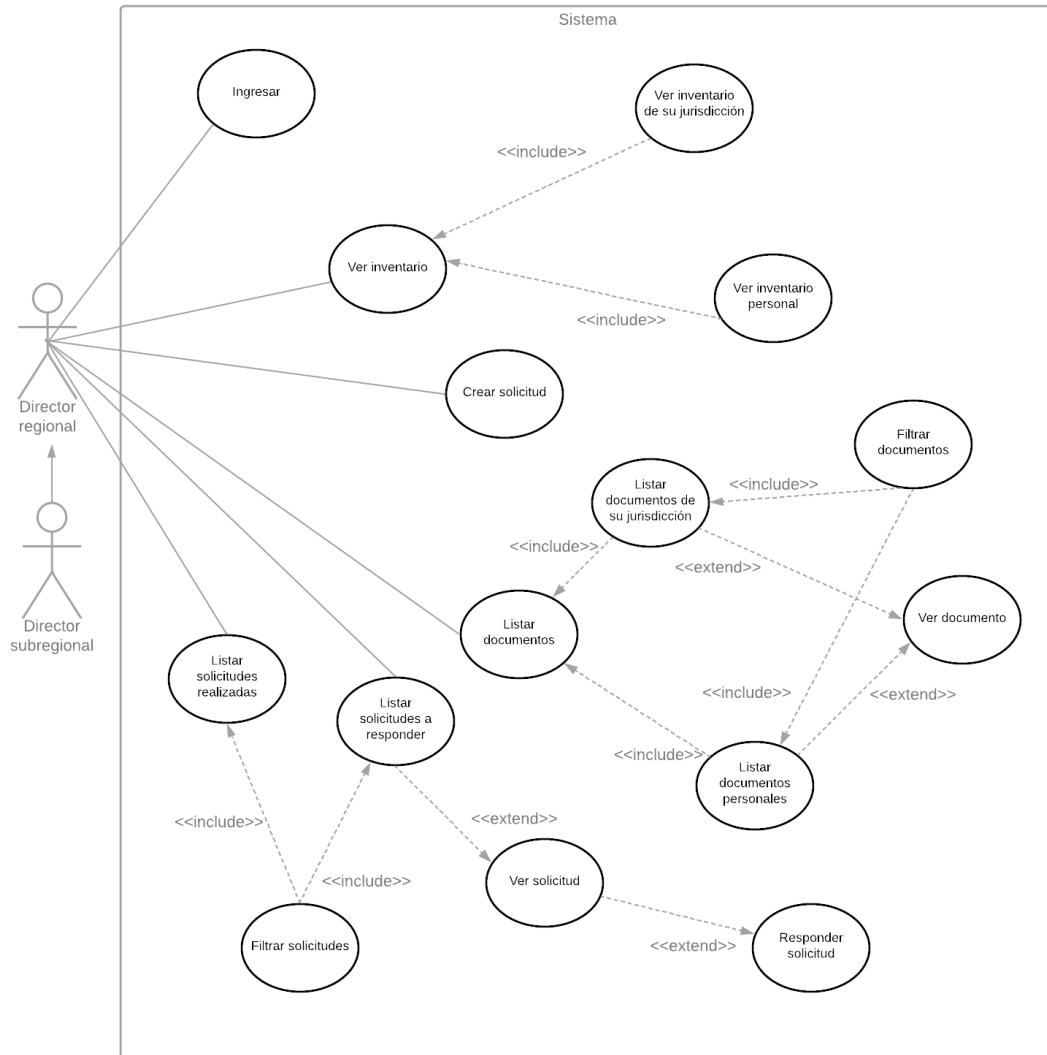 Sistema
Ingresar
Ver inventario
de su jurisdicción
<<include>>
Ver inventario
Ver inventario
personal
<<include>>
Crear solicitud
Director
regional
Filtrar
documentos
<<include>>
Listar
documentos de
su jurisdicción
<<include>>
<<extend>>
Director
subregional
Listar
documentos
Ver documento
Listar
solicitudes
realizadas
Listar
solicitudes a
responder
<<include>>
<<extend>>
<<include>>
Listar
documentos
personales
<<include>>
<<extend>>
<<include>>
Ver solicitud
Filtrar solicitudes
<<extend>>
Responder
solicitud